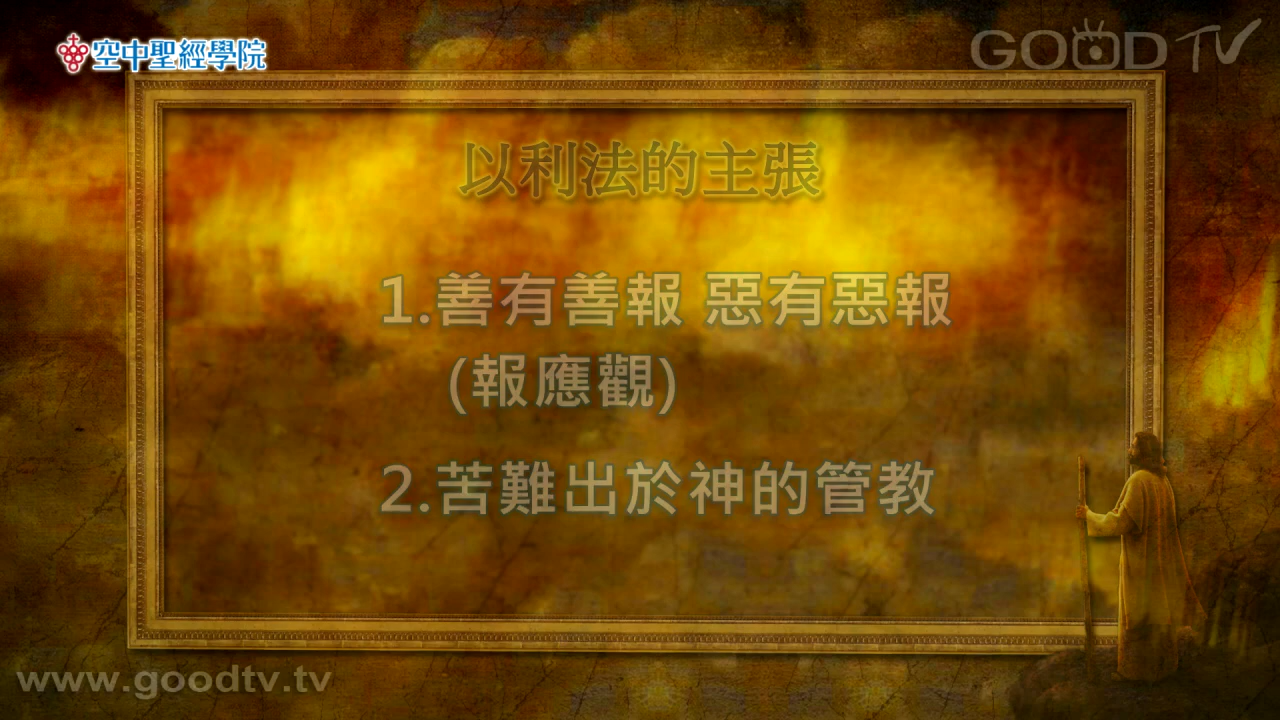 空中聖經學院
GOOD TV
以利法的主張
1.善有善報 惡有惡報
(報應觀)
2.苦難出於神的管教
www.goodtv.tv